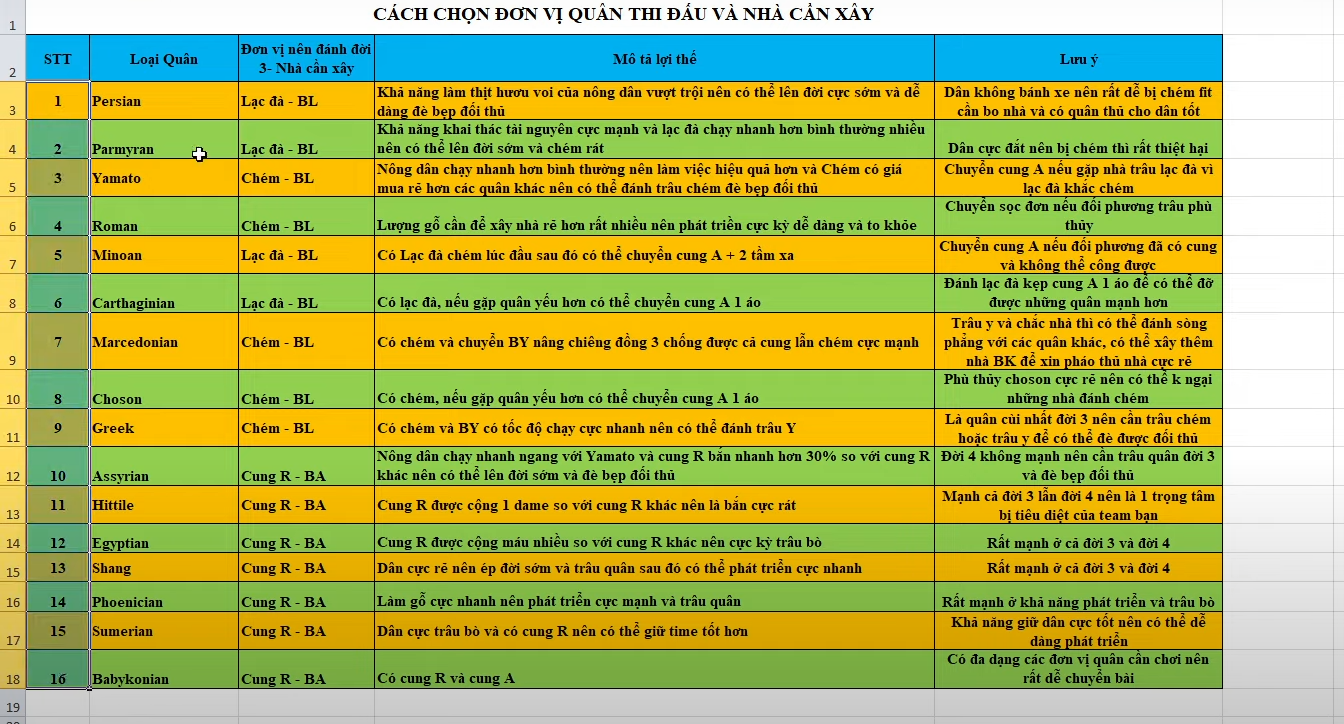 CÁCH CHỌN ĐƠN VỊ QUÂN THI ĐẤU VÀ NHÀ CẦN XÂY
1
2
STT
Loại Quân
Đơn vị nên đánh đời
3- Nhà cần xây
Mô tả lợi thế
Lưu ý
3
1
Persian
Lạc đà - BL
Khả năng làm thịt hươu voi của nông dân vượt trội nên có thể lên đời cực sớm và dễ
dàng đè bẹp đối thủ
Dân không bánh xe nên rất dễ bị chém fit
cần bo nhà và có quân thủ cho dân tốt
4
2
Parmyran
Lạc đà - BL
Khả năng khai thác tài nguyên cực mạnh và lạc đà chạy nhanh hơn bình thường nhiều
nên có thể lên đời sớm và chém rát
Dân cực đắt nên bị chém thì rất thiệt hại
5
3
Yamato
Chém - BL
Nông dân chạy nhanh hơn bình thường nên làm việc hiệu quả hơn và Chém có giá
mua rẽ hơn các quân khác nên có thể đánh trâu chém đè bẹp đối thủ
Chuyển cung A nếu gặp nhà trâu lạc đà vì
lạc đà khắc chém
6
4
Roman
Chém - BL
Lượng gỗ cần để xây nhà rẽ hơn rất nhiều nên phát triển cực kỳ dễ dàng và to khỏe
Chuyển sọc đơn nếu đối phương trâu phù
thủy
7
5
Minoan
Lạc đà - BL
Có Lạc đà chém lúc đầu sau đó có thể chuyển cung A + 2 tầm xa
Chuyển cung A nếu đối phương đã có cung
và không thể công được
8
6
Carthaginian
Lạc đà - BL
Có lạc đà, nếu gặp quân yếu hơn có thể chuyển cung A 1 áo
Đánh lạc đà kẹp cung A 1 áo để có thể đỡ
được những quân mạnh hơn
9
7
Marcedonian
Chém - BL
Có chém và chuyển BY nâng chiêng đồng 3 chống được cả cung lẫn chém cực mạnh
Trâu y và chắc nhà thì có thể đánh sòng
phẳng với các quân khác, có thể xây thêm
nhà BK để xin pháo thủ nhà cực rẽ
10
8
Choson
Chém - BL
Có chém, nếu gặp quân yếu hơn có thể chuyển cung A 1 áo
Phù thủy choson cực rẽ nên có thể k ngại
những nhà đánh chém
11
9
Greek
Chém - BL
Có chém và BY có tốc độ chạy cực nhanh nên có thể đánh trâu Y
Là quân cùi nhất đời 3 nên cần trâu chém
hoặc trâu y để có thể đè được đối thủ
12
10
Assyrian
Cung R - BA
Nông dân chạy nhanh ngang với Yamato và cung R bắn nhanh hơn 30% so với cung R
khác nên có thể lên đời sớm và đè bẹp đối thủ
Đời 4 không mạnh nên cần trâu quân đời 3
và đè bẹp đối thủ
13
11
Hittile
Cung R - BA
Cung R được cộng 1 dame so với cung R khác nên là bắn cực rát
Mạnh cả đời 3 lẫn đời 4 nên là 1 trọng tâm
bị tiêu diệt của team bạn
14
12
Egyptian
Cung R - BA
Cung R được cộng máu nhiều so với cung R khác nên cực kỳ trâu bò
Rất mạnh ở cả đời 3 và đời 4
15
13
Shang
Cung R - BA
Dân cực rẽ nên ép đời sớm và trâu quân sau đó có thể phát triển cực nhanh
Rất mạnh ở cả đời 3 và đời 4
16
14
Phoenician
Cung R - BA
Làm gỗ cực nhanh nên phát triển cực mạnh và trâu quân
Rất mạnh ở khả năng phát triển và trâu bò
17
15
Sumerian
Cung R - BA
Dân cực trâu bò và có cung R nên có thể giữ time tốt hơn
Khả năng giữ dân cực tốt nên có thể dễ
dàng phát triển
18
16
Babykonian
Cung R - BA
Có cung R và cung A
Có đa dạng các đơn vị quân cần chơi nên
rất dễ chuyển bài
19